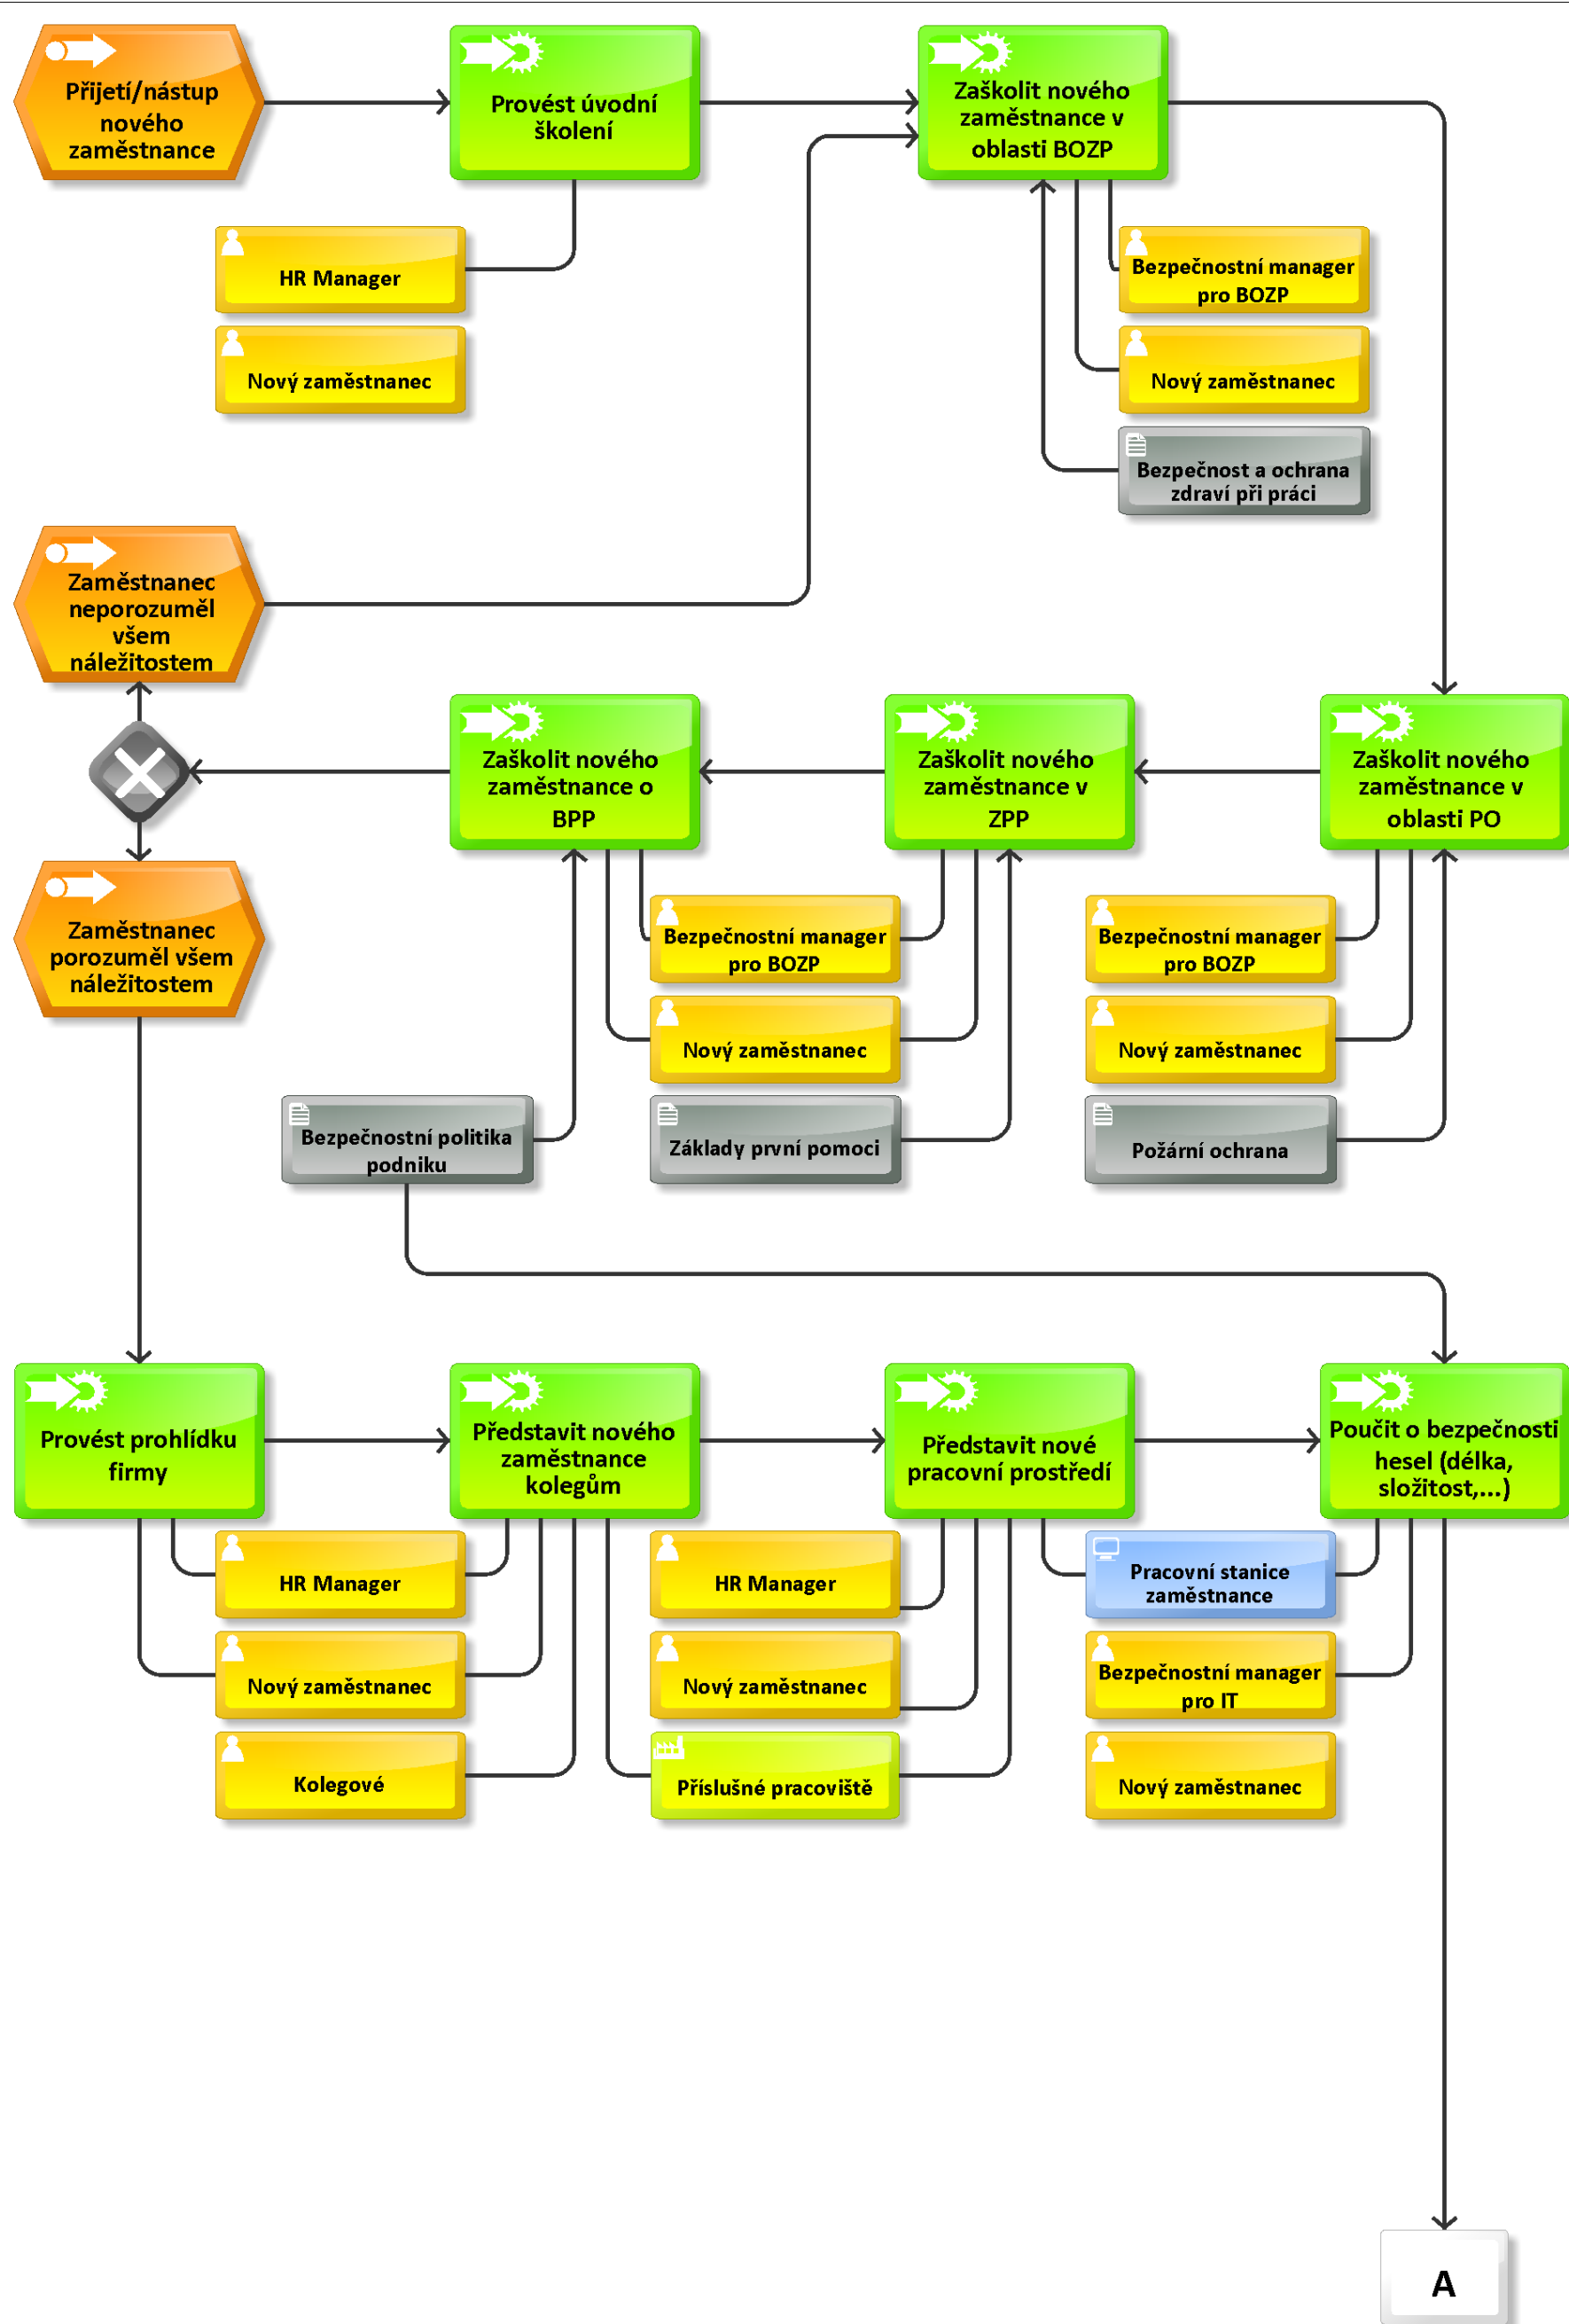 Přijetí/nástup
nového
zaměstnance
Provést úvodní
školení
Zaškolit nového
zaměstnance v
oblasti BOZP
HR Manager
Nový zaměstnanec
Bezpečnostní manager
pro BOZP
Nový zaměstnanec
Bezpečnost a ochrana
zdraví při práci
Zaměstnanec
neporozuměl
všem
náležitostem
Zaškolit nového
zaměstnance o
BPP
Zaškolit nového
zaměstnance v
ZPP
Zaškolit nového
zaměstnance v
oblasti PO
Zaměstnanec
porozuměl všem
náležitostem
Bezpečnostní manager
pro BOZP
Bezpečnostní manager
pro BOZP
Nový zaměstnanec
Nový zaměstnanec
Bezpečnostní politika
podniku
Základy první pomoci
Požární ochrana
Provést prohlídku
firmy
Představit nového
zaměstnance
kolegům
Představit nové
pracovní prostředí
Poučit o bezpečnosti
hesel (délka,
složitost,...)
HR Manager
HR Manager
Pracovní stanice
zaměstnance
Nový zaměstnanec
Nový zaměstnanec
Bezpečnostní manager
pro IT
Kolegové
Příslušné pracoviště
Nový zaměstnanec
A